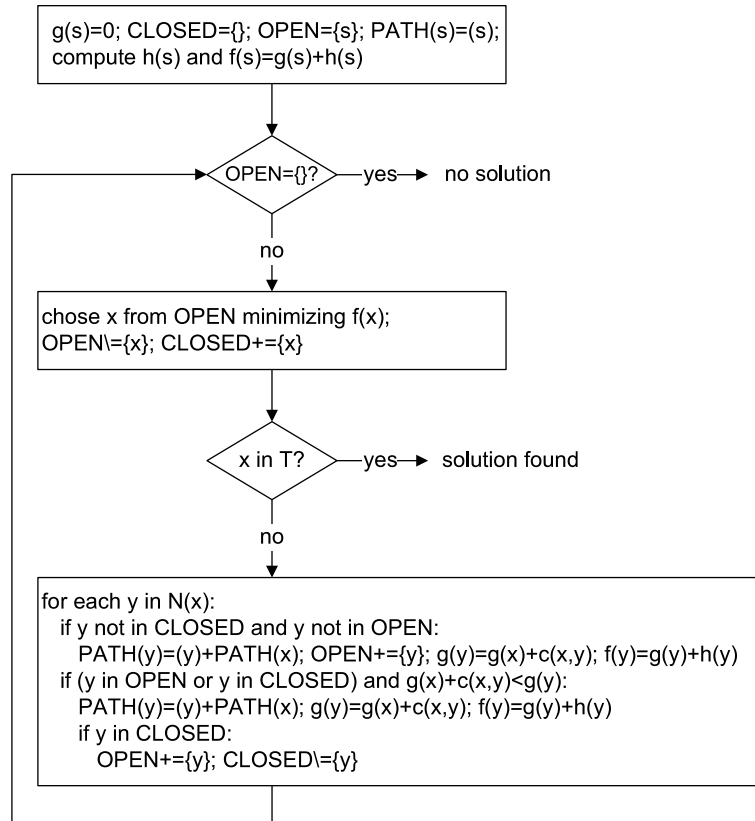 g(s)=0; CLOSED={}; OPEN={s}; PATH(s)=(s);
compute h(s) and f(s)=g(s)+h(s)
OPEN={}?
yes
no solution
no
chose x from OPEN minimizing f(x);
OPEN\={x}; CLOSED+={x}
x in T?
yes
solution found
no
for each y in N(x):
if y not in CLOSED and y not in OPEN:
PATH(y)=(y)+PATH(x); OPEN+={y}; g(y)=g(x)+c(x,y); f(y)=g(y)+h(y)
if (y in OPEN or y in CLOSED) and g(x)+c(x,y)<g(y):
PATH(y)=(y)+PATH(x); g(y)=g(x)+c(x,y); f(y)=g(y)+h(y)
if y in CLOSED:
OPEN+={y}; CLOSED\={y}